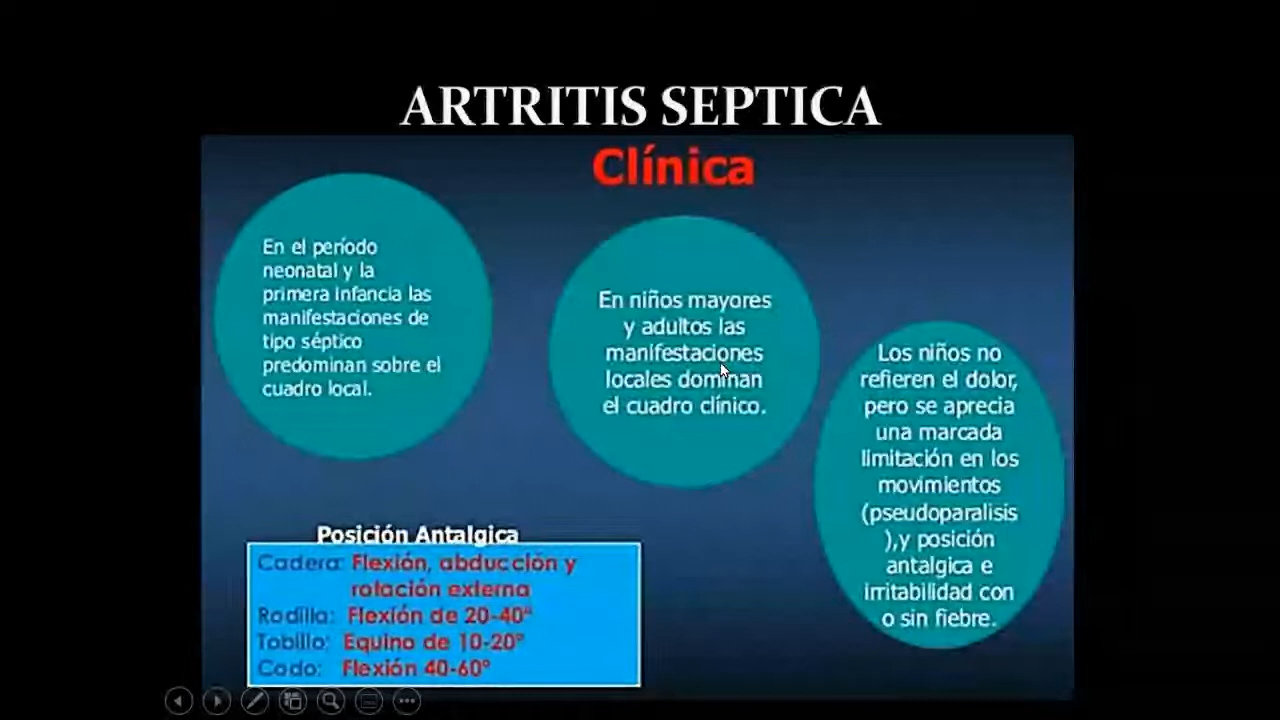 ARTRITIS SEPTICA
Clínica
En el período
neonatal y la
primera infancia las
manifestaciones de
tipo séptico
predominan sobre el
cuadro local.
En niños mayores
y adultos las
manifestaciones
locales dominan
el cuadro clínico.
Los niños no
refieren el dolor,
pero se aprecia
una marcada
limitación en los
movimientos
(pseudoparalisis
),y posición
antalgica e
irritabilidad con
o sin fiebre.
Posición Antalgica
Cadera: Flexión, abducción y
rotación externa
Rodilla: Flexión de 20-40°
Tobillo: Equino de 10-20°
Codo: Flexión 40-60°